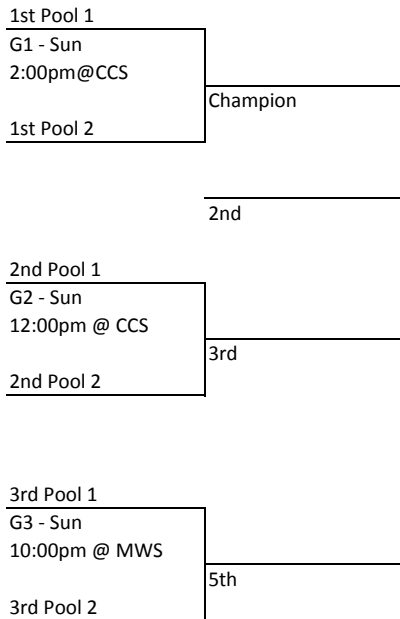 1st Pool 1
G1 - Sun
2:00pm@CCS
Champion
1st Pool 2
2nd
2nd Pool 1
G2 - Sun
12:00pm @ CCS
3rd
2nd Pool 2
3rd Pool 1
G3 - Sun
10:00pm @ MWS
5th
3rd Pool 2